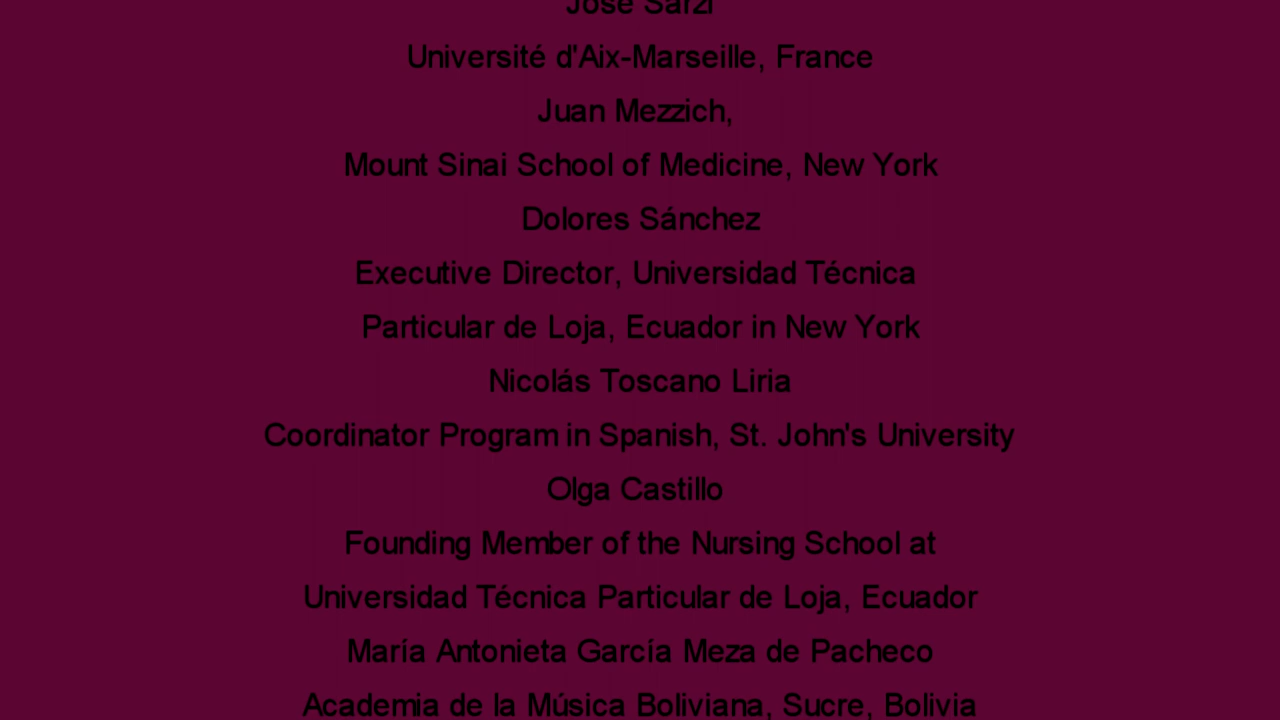 José Sarzi
Université d'Aix-Marseille, France
Juan Mezzich,
Mount Sinai School of Medicine, New York
Dolores Sánchez
Executive Director, Universidad Técnica
Particular de Loja, Ecuador in New York
Nicolás Toscano Liria
Coordinator Program in Spanish, St. John's University
Olga Castillo
Founding Member of the Nursing School at
Universidad Técnica Particular de Loja, Ecuador
María Antonieta García Meza de Pacheco
Academia de la Música Boliviana, Sucre, Bolivia